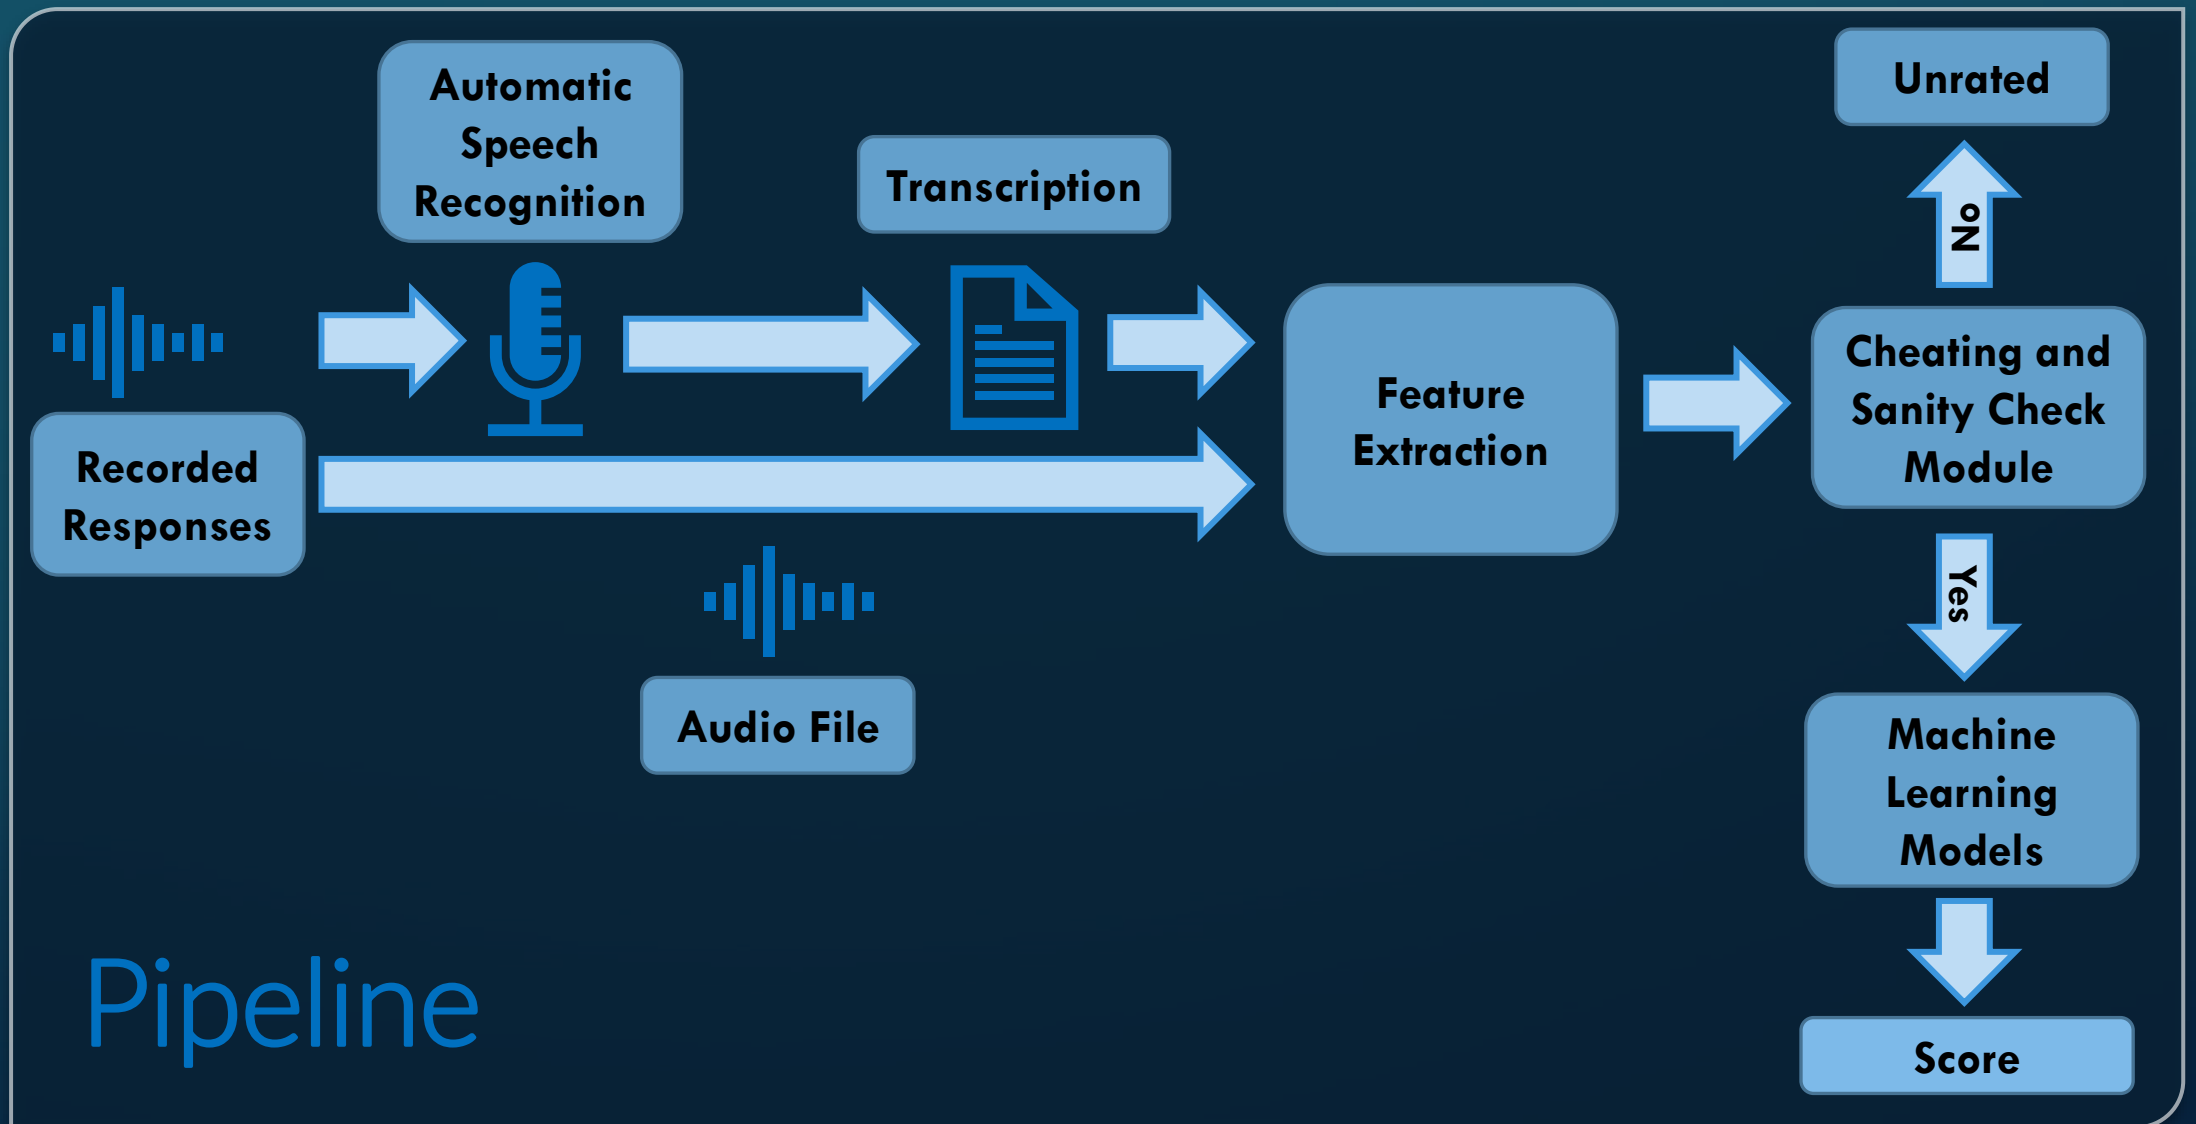 Automatic
Speech
Recognition
Transcription
Recorded
Responses
Audio File
Feature
Extraction
Unrated
No
Cheating and
Sanity Check
Module
Yes
Machine
Learning
Models
Score
Pipeline